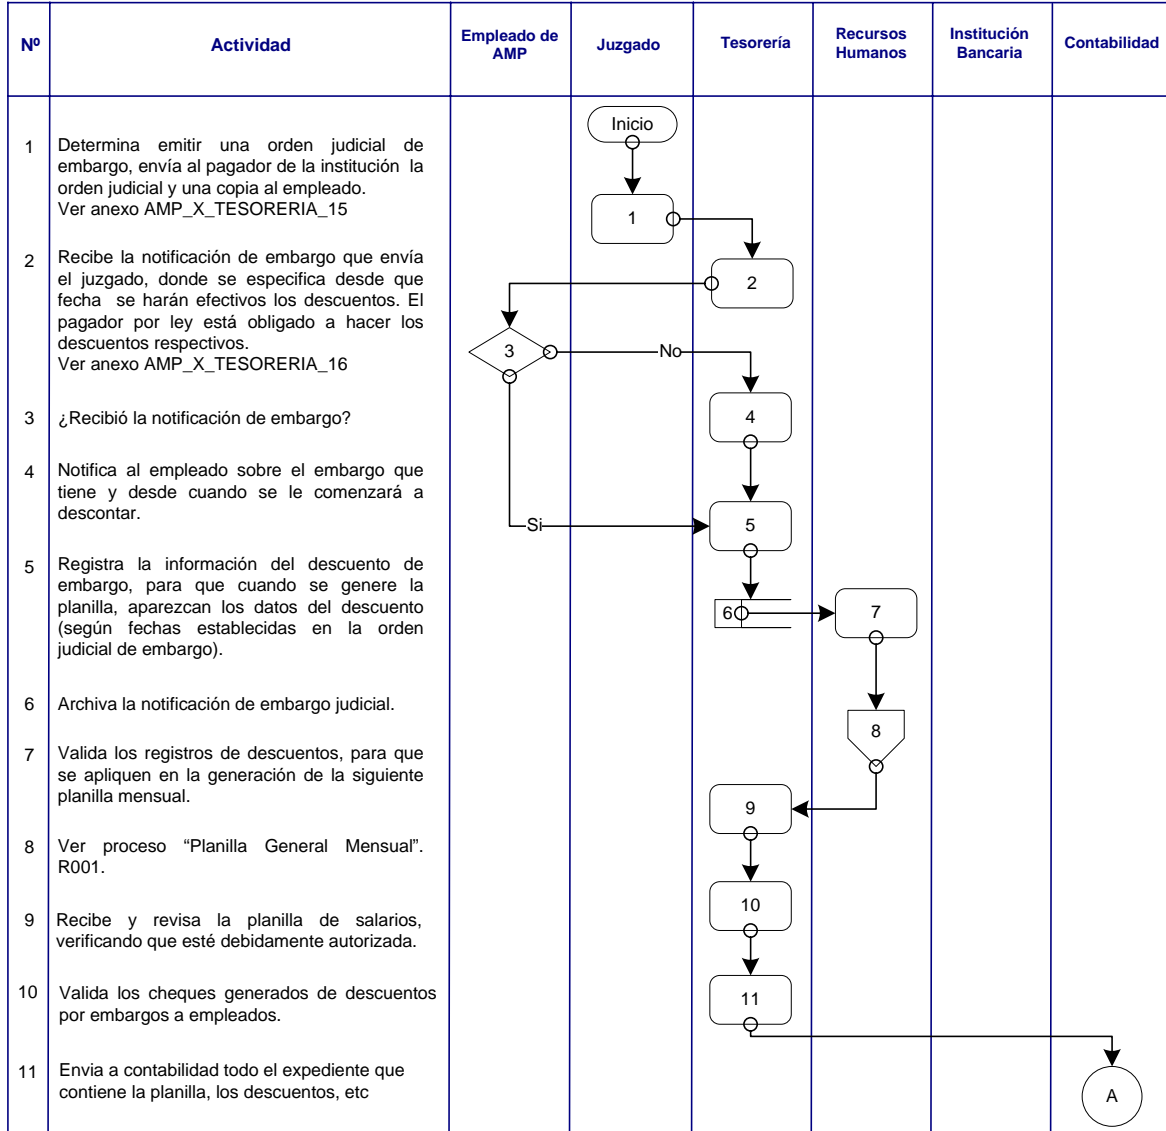 Nº
Actividad
Empleado de
AMP
Juzgado
Tesorería
Recursos
Humanos
Institución
Bancaria
Contabilidad
1
Determina emitir una orden judicial de
embargo, envía al pagador de la institución la
orden judicial y una copia al empleado.
Ver anexo AMP_X_TESORERIA_15
2
Recibe la notificación de embargo que envía
el juzgado, donde se especifica desde que
fecha se harán efectivos los descuentos. El
pagador por ley está obligado a hacer los
descuentos respectivos.
Ver anexo AMP_X_TESORERIA_16
3
¿Recibió la notificación de embargo?
4
Notifica al empleado sobre el embargo que
tiene y desde cuando se le comenzará a
descontar.
5
Registra la información del descuento de
embargo, para que cuando se genere la
planilla, aparezcan los datos del descuento
(según fechas establecidas en la orden
judicial de embargo).
6
Archiva la notificación de embargo judicial.
7
Valida los registros de descuentos, para que
se apliquen en la generación de la siguiente
planilla mensual.
8
Ver proceso “Planilla General Mensual”.
R001.
9
Recibe y revisa la planilla de salarios,
verificando que esté debidamente autorizada.
10
Valida los cheques generados de descuentos
por embargos a empleados.
11
Envia a contabilidad todo el expediente que
contiene la planilla, los descuentos, etc
Inicio
1
2
3
No
4
Si
5
6
7
8
9
10
11
A